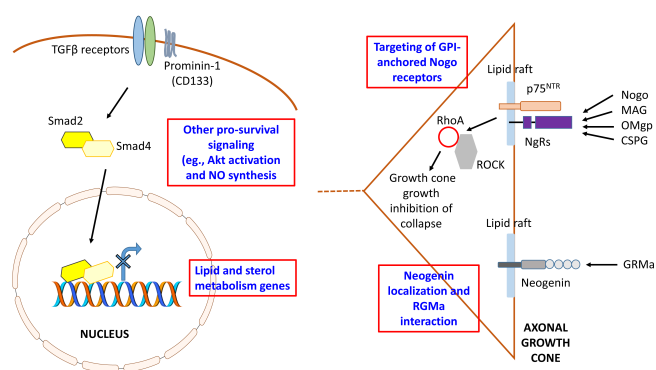 TGFβ receptors
Prominin-1
(CD133)
Smad2
Smad4
Other pro-survival
signaling
(eg., Akt activation
and NO synthesis
Lipid and sterol
metabolism genes
NUCLEUS
Targeting of GPI-
anchored Nogo
receptors
Lipid raft
p75NTR
Nogo
MAG
OMgp
CSPG
NgRs
RhoA
ROCK
Growth cone
growth
inhibition of
collapse
Lipid raft
GRMa
Neogenin
Neogenin
localization and
RGMa
interaction
AXONAL
GROWTH
CONE